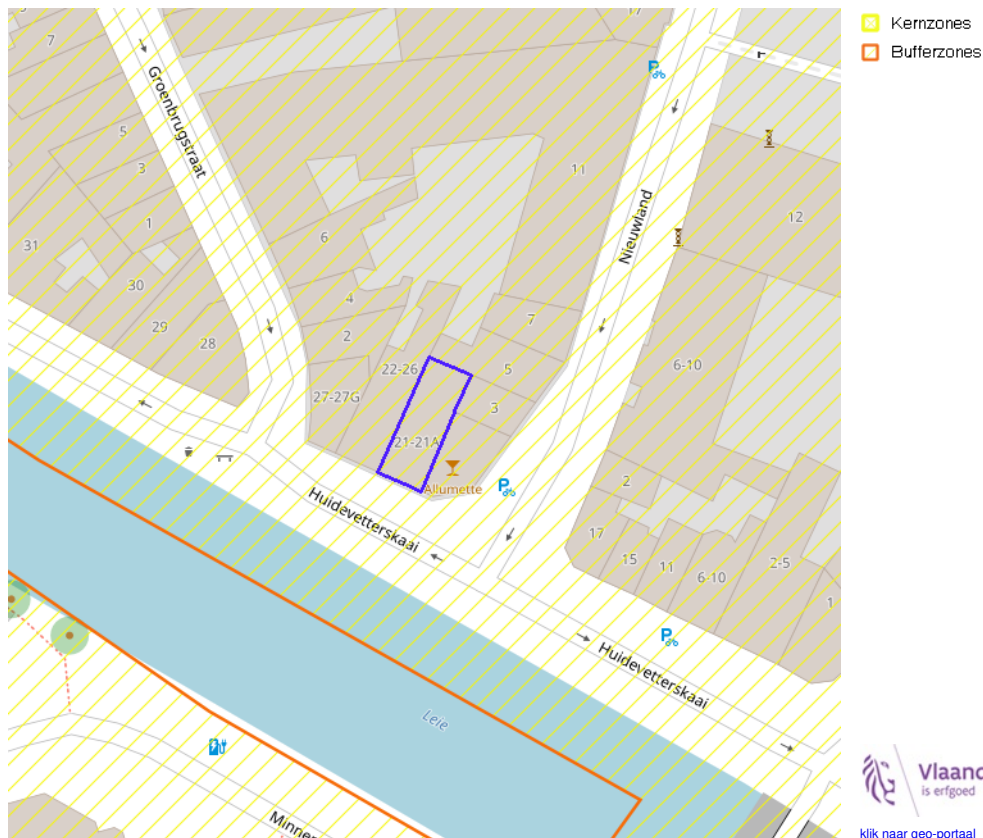 Kernzones
Bufferzones
7
17
Groenbrugstraat
5
3
1
11
12
Nieuwland
6
31
30
29
28
4
2
7
22-26
5
6-10
27-27G
3
21-21A
Allumette
2
Huidevetterskaai
17
15
11
6-10
2-5
1
Huidevetterskaai
Leie
Minnem
Vlaand
is erfgoed
klik naar geo-portaal